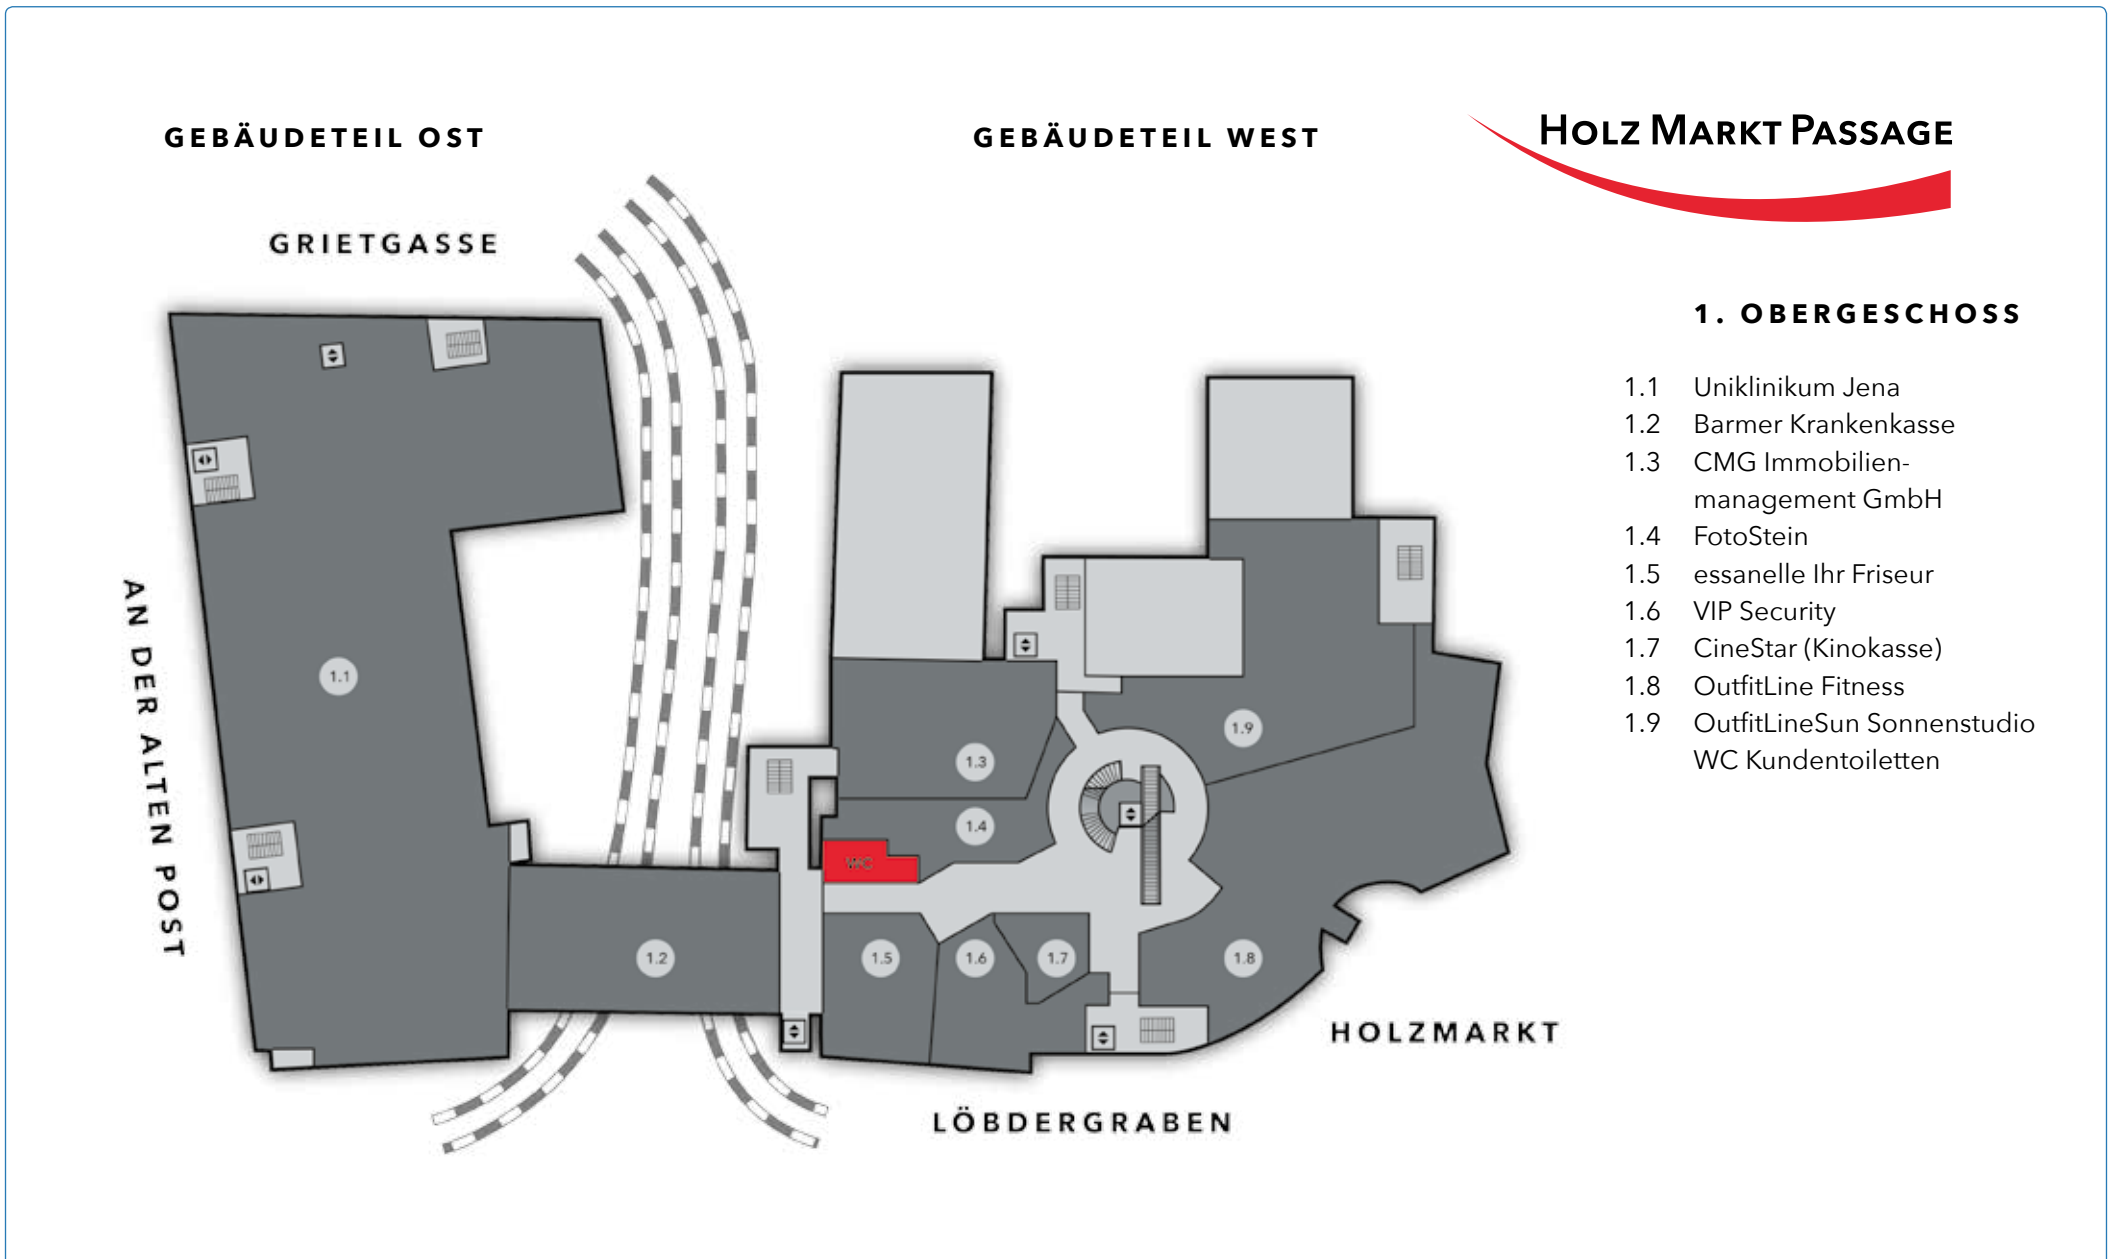 GEBÄUDETEIL OST
GEBÄUDETEIL WEST
HOLZ MARKT PASSAGE
GRIETGASSE
1. OBERGESCHOSS
1.1 Uniklinikum Jena
1.2 Barmer Krankenkasse
1.3 CMG Immobilien-
management GmbH
1.4 FotoStein
1.5 essanelle Ihr Friseur
1.6 VIP Security
1.7 CineStar (Kinokasse)
1.8 OutfitLine Fitness
1.9 OutfitLineSun Sonnenstudio
WC Kundentoiletten
AN DER ALTEN POST
1.1
1.9
1.3
1.4
WC
1.2
1.5
1.6
1.7
1.8
HOLZMARKT
LÖBDERGRABEN